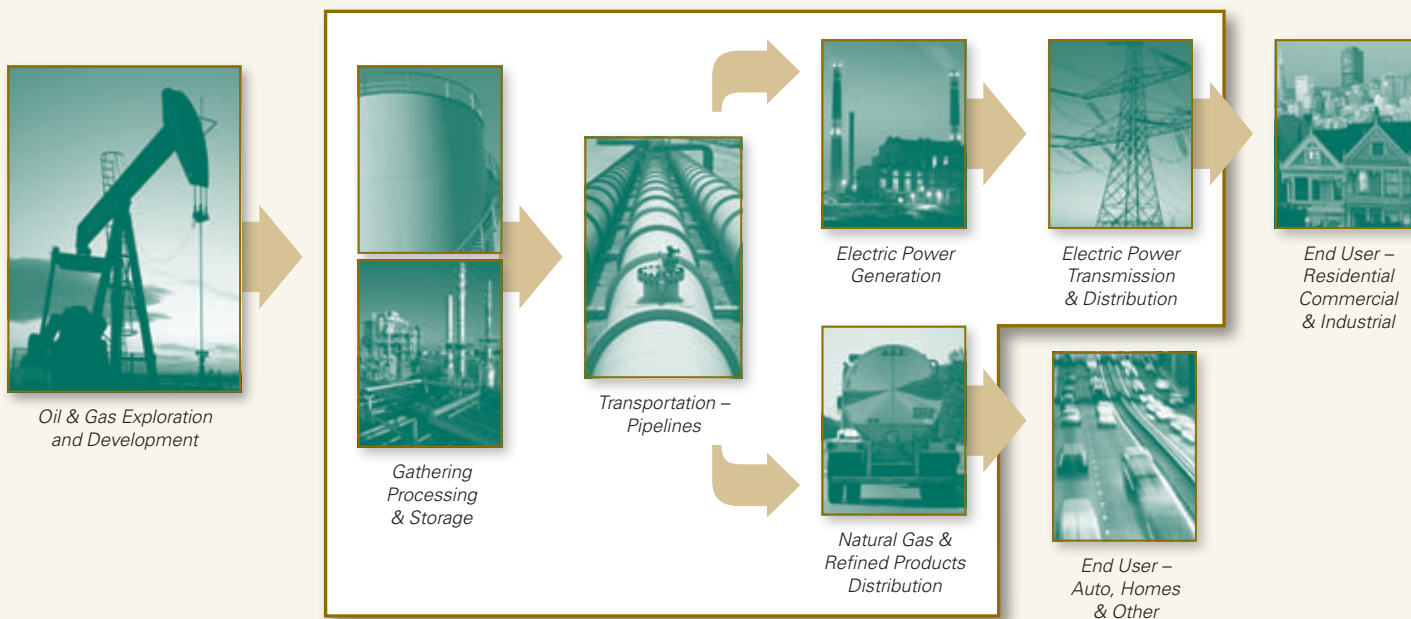 Oil & Gas Exploration
and Development
Gathering
Processing
& Storage
Transportation –
Pipelines
Electric Power
Generation
Electric Power
Transmission
& Distribution
End User –
Residential
Commercial
& Industrial
Natural Gas &
Refined Products
Distribution
End User –
Auto, Homes
& Other